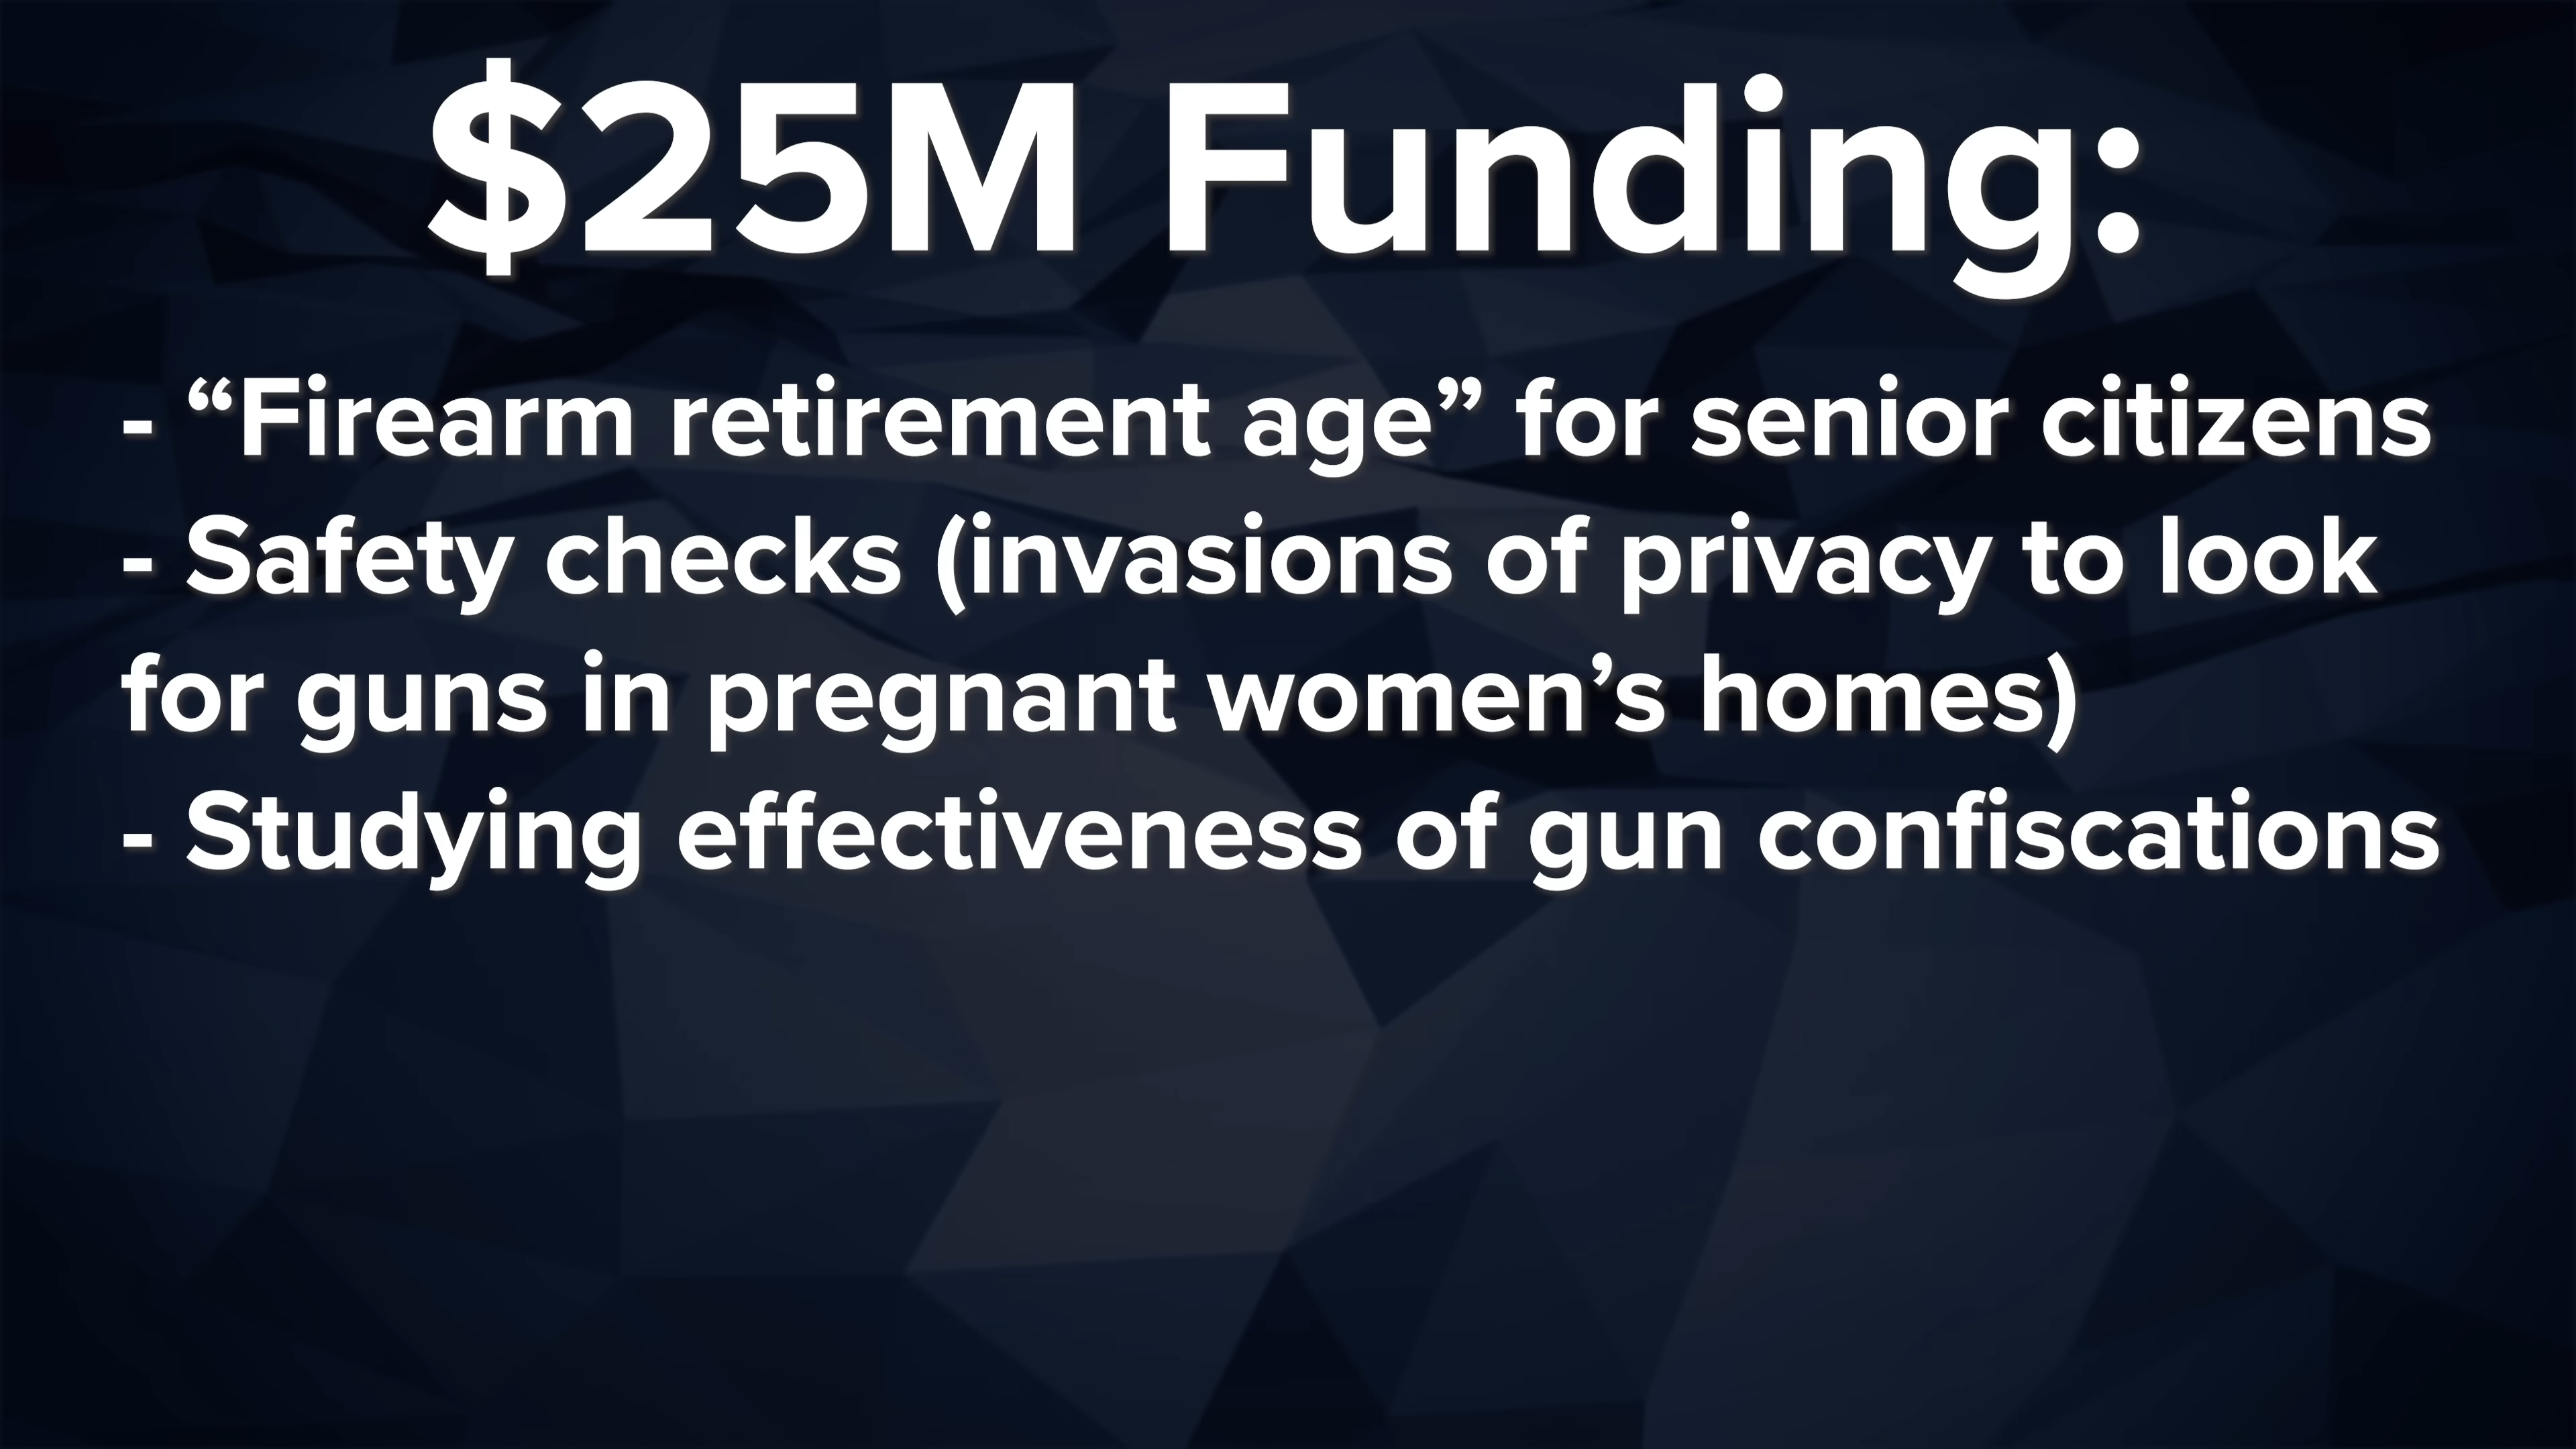 $25M Funding:
- “Firearm retirement age” for senior citizens
- Safety checks (invasions of privacy to look
for guns in pregnant women’s homes)
- Studying effectiveness of gun confiscations